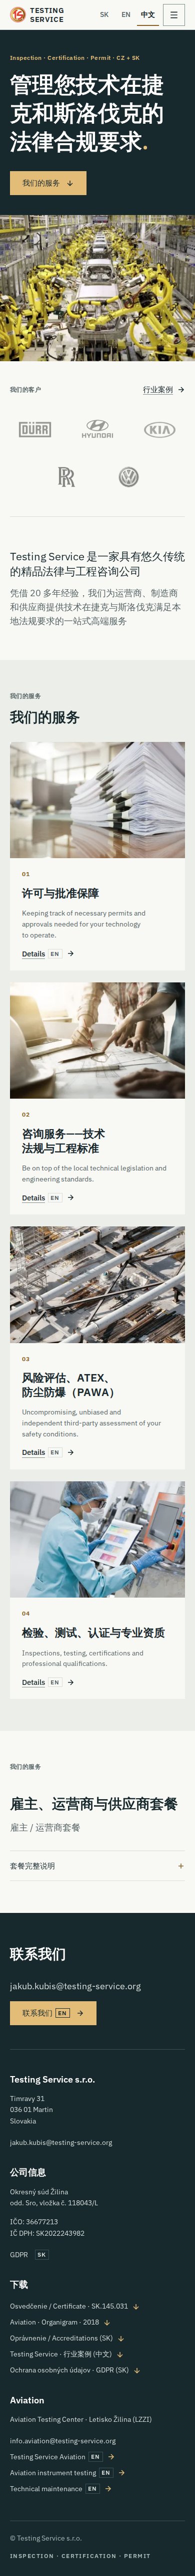 TESTING
SERVICE
SK EN 中文
Inspection · Certification · Permit · CZ + SK
管理您技术在捷
克和斯洛伐克的
法律合规要求.
我们的服务
我们的客户
行业案例
DÜRR
HYUNDAI
KIA
Testing Service 是一家具有悠久传统
的精品法律与工程咨询公司
凭借 20 多年经验，我们为运营商、制造商
和供应商提供技术在捷克与斯洛伐克满足本
地法规要求的一站式高端服务
我们的服务
我们的服务
01
许可与批准保障
Keeping track of necessary permits and
approvals needed for your technology
to operate.
Details EN
02
咨询服务——技术
法规与工程标准
Be on top of the local technical legislation and
engineering standards.
Details EN
03
风险评估、ATEX、
防尘防爆（PAWA）
Uncompromising, unbiased and
independent third-party assessment of your
safety conditions.
Details EN
04
检验、测试、认证与专业资质
Inspections, testing, certifications and
professional qualifications.
Details EN
我们的服务
雇主、运营商与供应商套餐
雇主 / 运营商套餐
套餐完整说明
联系我们
jakub.kubis@testing-service.org
联系我们 EN
Testing Service s.r.o.
Timravy 31
036 01 Martin
Slovakia
jakub.kubis@testing-service.org
公司信息
Okresný súd Žilina
odd. Sro, vložka č. 118043/L
IČO: 36677213
IČ DPH: SK2022243982
GDPR SK
下载
Osvedčenie / Certificate · SK.145.031
Aviation · Organigram · 2018
Oprávnenie / Accreditations (SK)
Testing Service · 行业案例 (中文)
Ochrana osobných údajov · GDPR (SK)
Aviation
Aviation Testing Center · Letisko Žilina (LZZI)
info.aviation@testing-service.org
Testing Service Aviation EN
Aviation instrument testing EN
Technical maintenance EN
© Testing Service s.r.o.
INSPECTION · CERTIFICATION · PERMIT